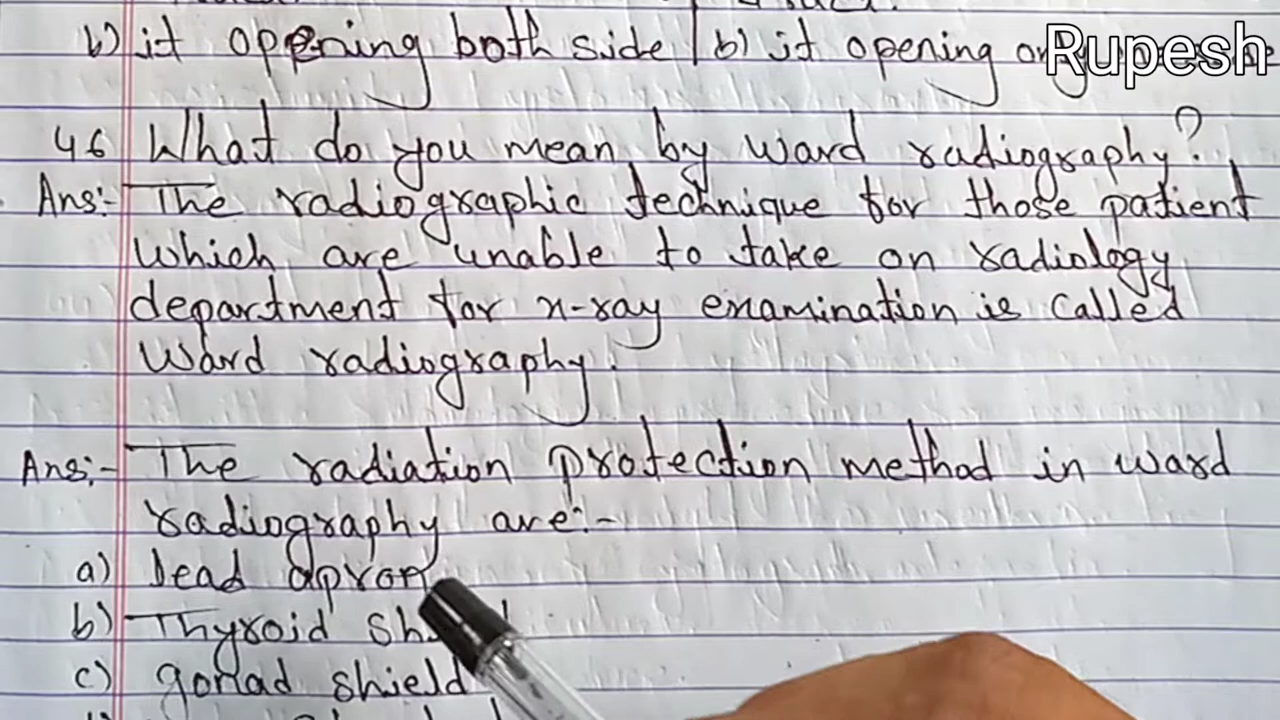 b) it opening both side | b) it opening
Rupesh
46 What do you mean by ward radiography?
Ans:- The radiographic technique for those patient
which are unable to take on radiology
department for x-ray examination is called
ward radiography.
Ans:- The radiation protection method in ward
radiography are:-
a) lead apron
b) Thyroid
c) gonad shield